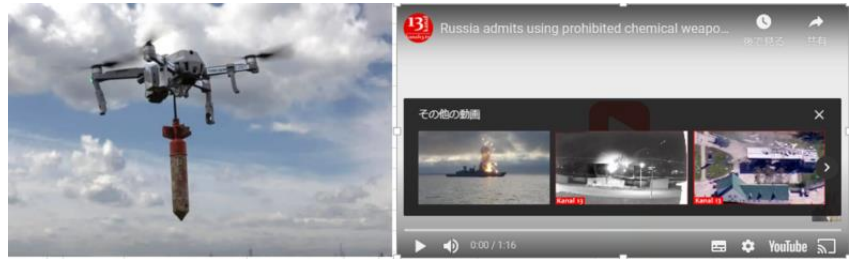 13
Kanal13
Russia admits using prohibited chemical weapo...
後で見る
共有
その他の動画
Kanal 13
Kanal 13
0:00 / 1:16
YouTube